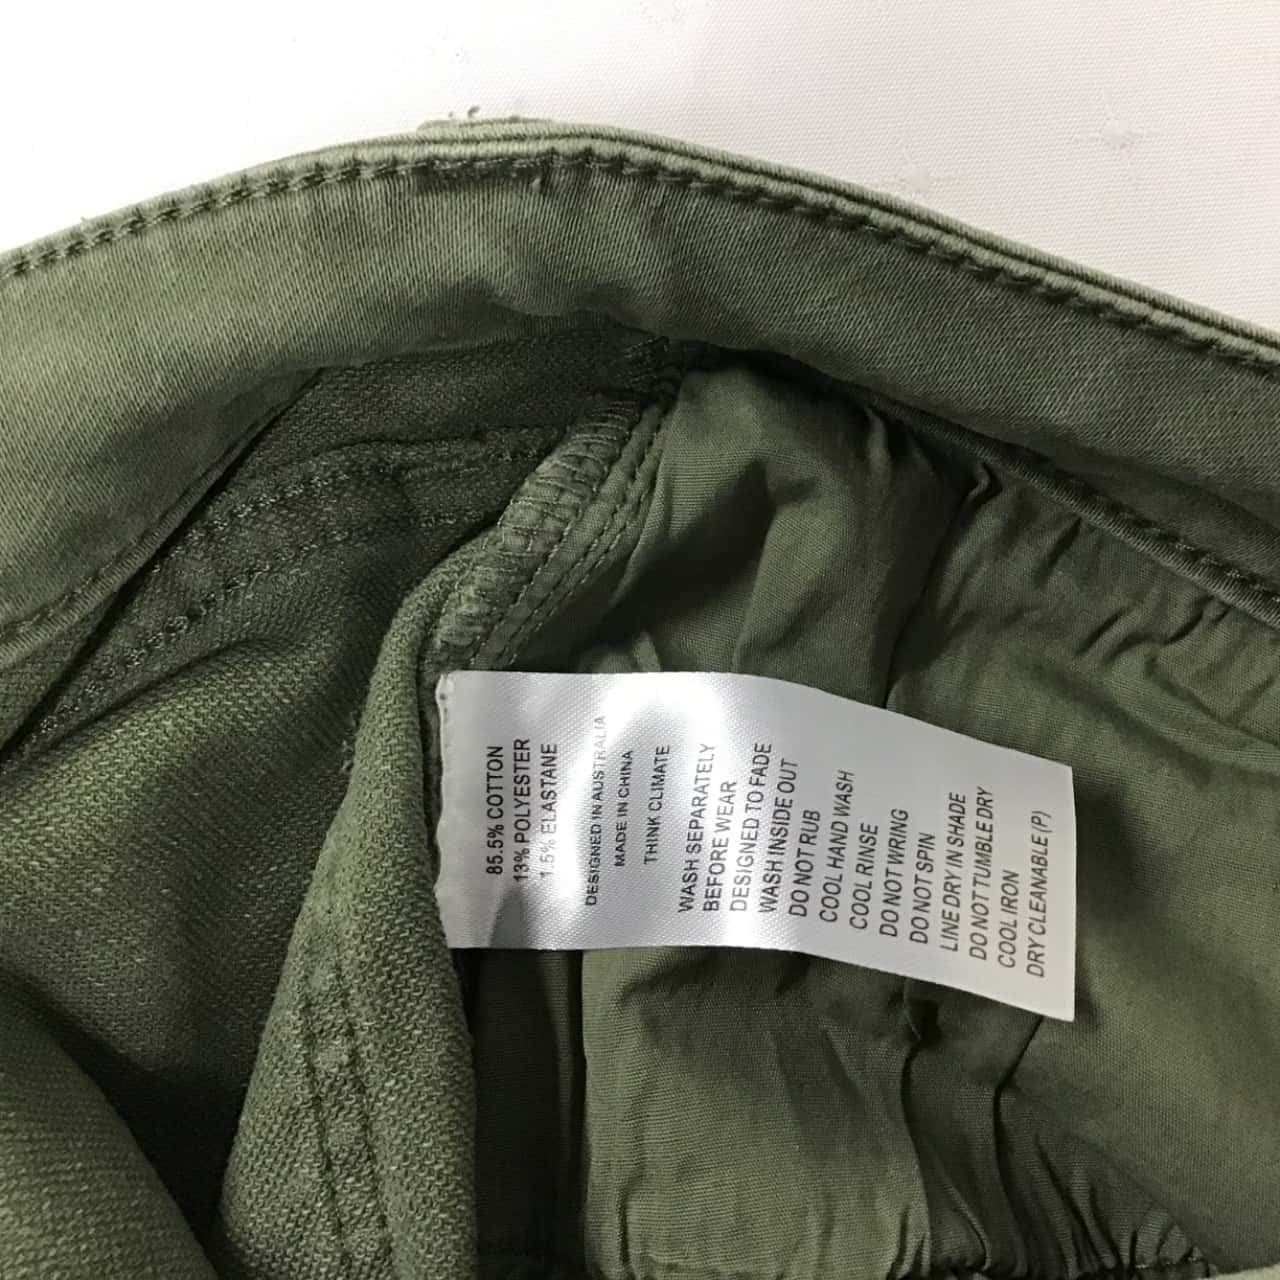 85.5% COTTON
13% POLYESTER
1.5% ELASTANE
DESIGNED IN AUSTRALIA
MADE IN CHINA
THINK CLIMATE
WASH SEPARATELY
BEFORE WEAR
DESIGNED TO FADE
WASH INSIDE OUT
DO NOT RUB
COOL HAND WASH
COOL RINSE
DO NOT WRING
DO NOT SPIN
LINE DRY IN SHADE
DO NOT TUMBLE DRY
COOL IRON
DRY CLEANABLE (P)